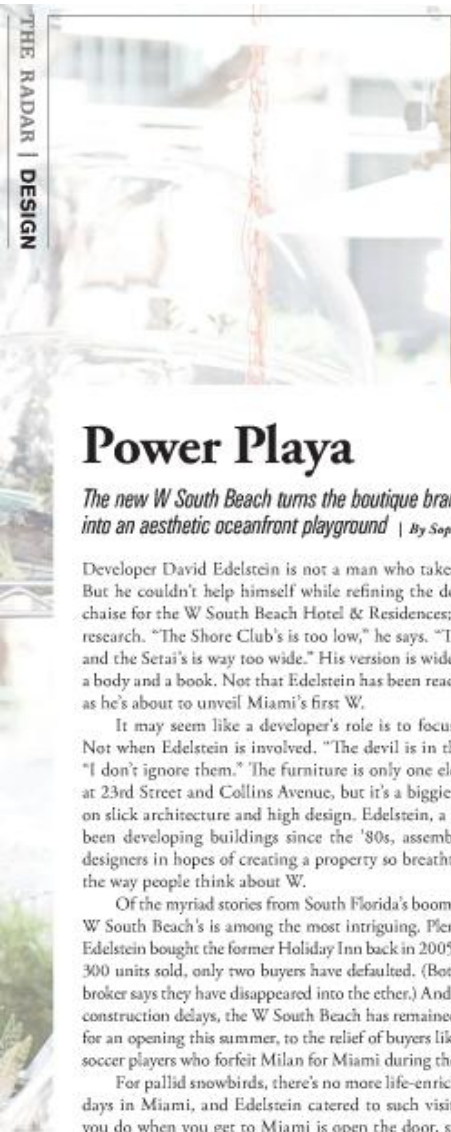 THE RADAR | DESIGN
Power Playa
The new W South Beach turns the boutique bra
into an aesthetic oceanfront playground | By Sop
Developer David Edelstein is not a man who take
But he couldn't help himself while refining the de
chaise for the W South Beach Hotel & Residences;
research. “The Shore Club's is too low,” he says. “T
and the Setai's is way too wide.” His version is wide
a body and a book. Not that Edelstein has been read
as he's about to unveil Miami's first W.
It may seem like a developer's role is to focu
Not when Edelstein is involved. “The devil is in th
“I don't ignore them.” The furniture is only one el
at 23rd Street and Collins Avenue, but it's a biggie
on slick architecture and high design. Edelstein, a
been developing buildings since the '80s, assemb
designers in hopes of creating a property so breatht
the way people think about W.
Of the myriad stories from South Florida's boom
W South Beach's is among the most intriguing. Ple
Edelstein bought the former Holiday Inn back in 2005
300 units sold, only two buyers have defaulted. (Bot
broker says they have disappeared into the ether.) And
construction delays, the W South Beach has remaine
for an opening this summer, to the relief of buyers lik
soccer players who forfeit Milan for Miami during the
For pallid snowbirds, there's no more life-enric
days in Miami, and Edelstein catered to such visi
you do when you get to Miami is open the door, s